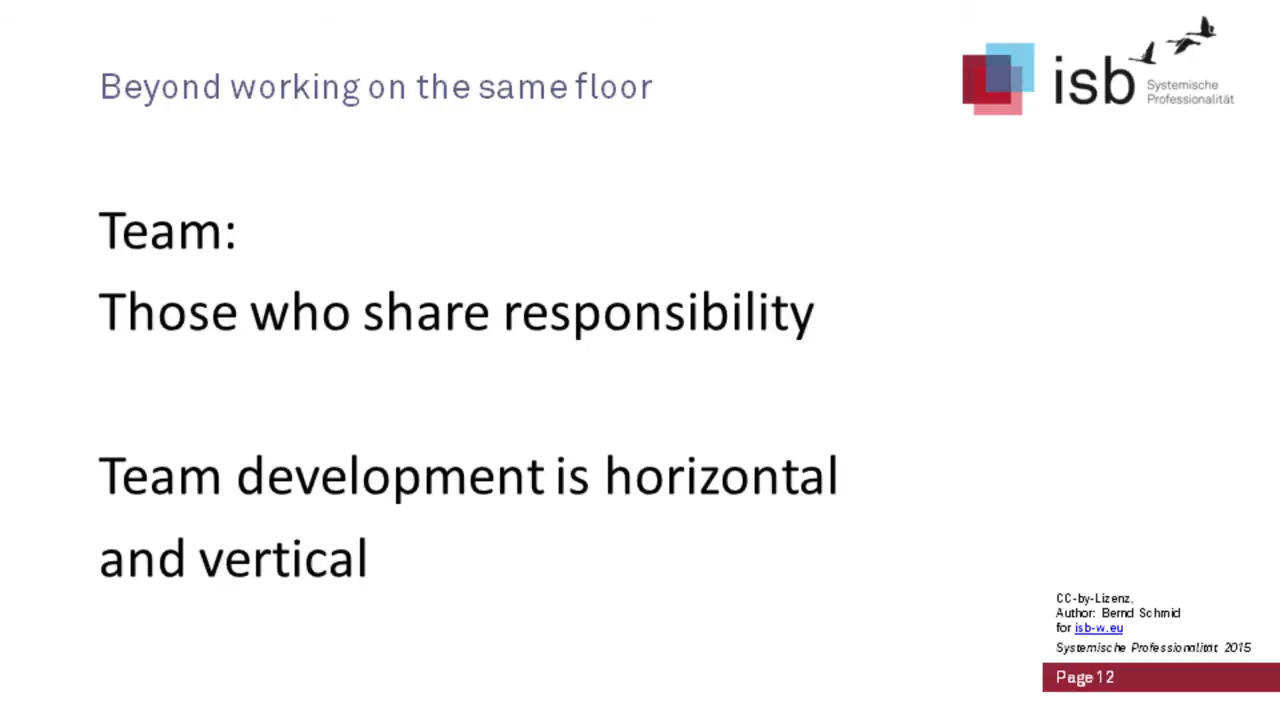 Beyond working on the same floor
isb
Systemische
Professionalität
Team:
Those who share responsibility
Team development is horizontal
and vertical
CC-by-Lizenz,
Author: Bernd Schmid
for isb-w.eu
Systemische Professionalität 2015
Page 12